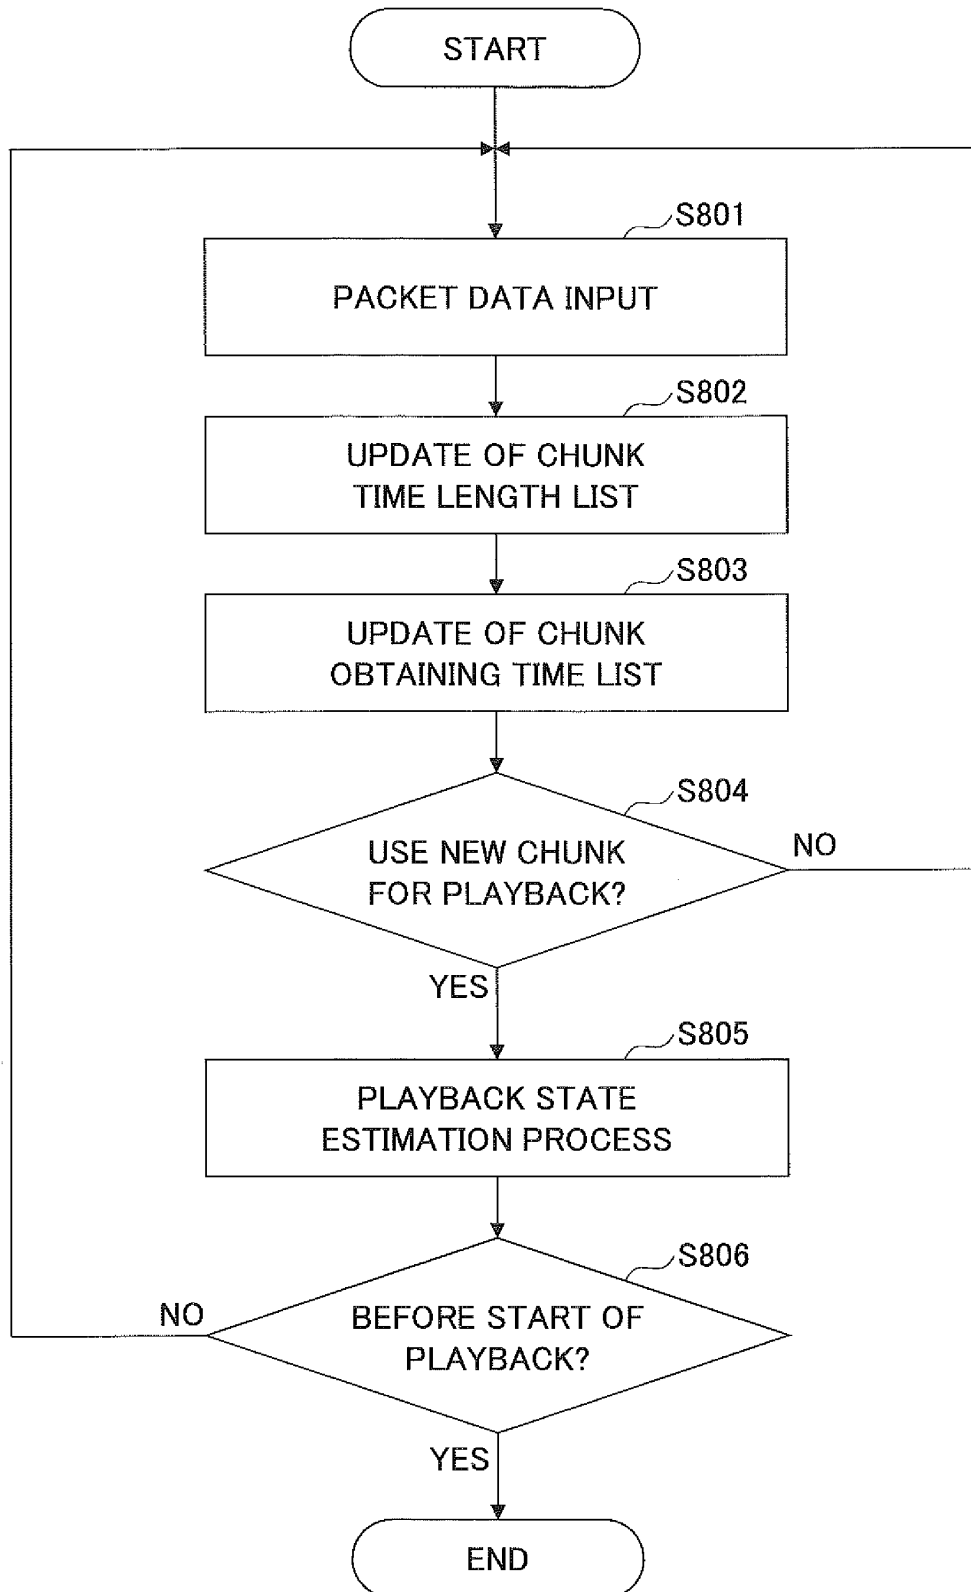 START
S801
PACKET DATA INPUT
S802
UPDATE OF CHUNK
TIME LENGTH LIST
S803
UPDATE OF CHUNK
OBTAINING TIME LIST
S804
USE NEW CHUNK
FOR PLAYBACK?
NO
YES
S805
PLAYBACK STATE
ESTIMATION PROCESS
S806
NO
BEFORE START OF
PLAYBACK?
YES
END